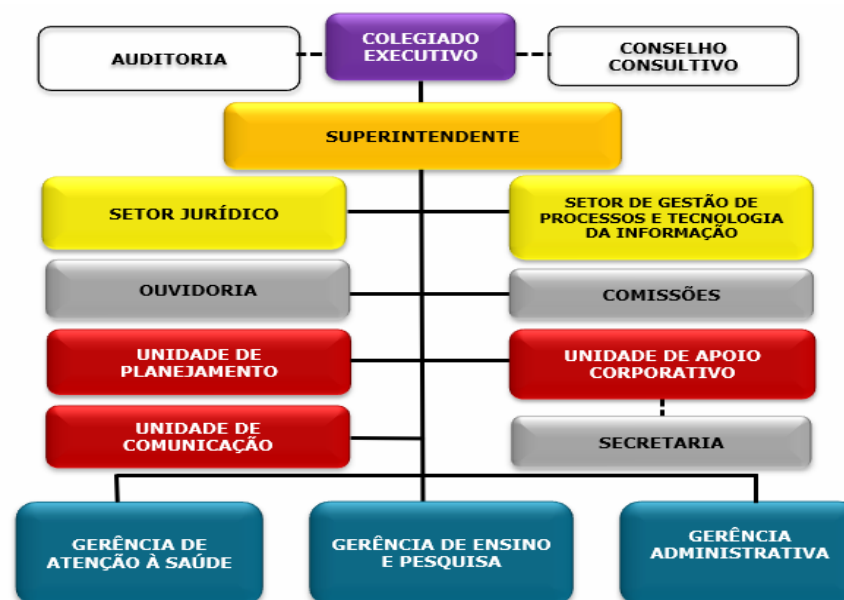 AUDITORIA
COLEGIADO
EXECUTIVO
CONSELHO
CONSULTIVO
SUPERINTENDENTE
SETOR JURÍDICO
SETOR DE GESTÃO DE
PROCESSOS E TECNOLOGIA
DA INFORMAÇÃO
OUVIDORIA
COMISSÕES
UNIDADE DE
PLANEJAMENTO
UNIDADE DE APOIO
CORPORATIVO
UNIDADE DE
COMUNICAÇÃO
SECRETARIA
GERÊNCIA DE
ATENÇÃO À SAÚDE
GERÊNCIA DE ENSINO
E PESQUISA
GERÊNCIA
ADMINISTRATIVA